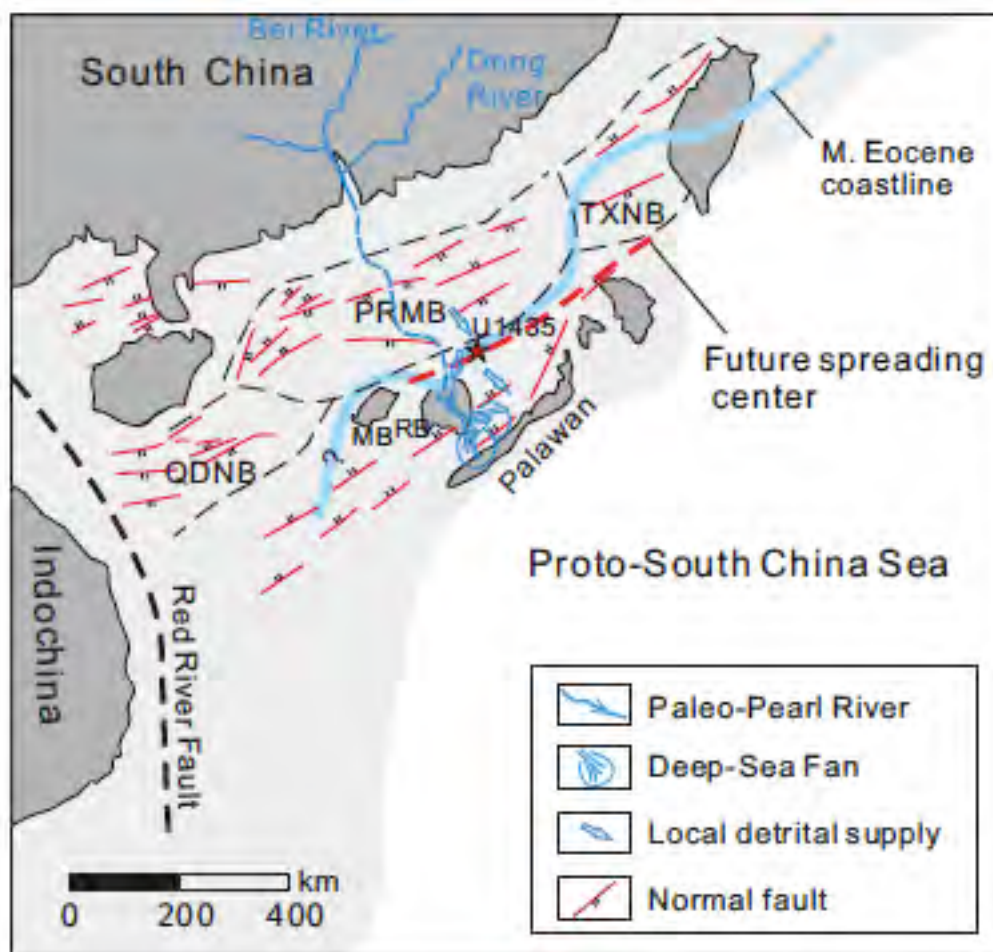 Bei River
South China
Dong
River
M. Eocene
coastline
TXNB
PRMB
U1435
Future spreading
center
MB
RB
?
QDNB
Palawan
Proto-South China Sea
Indochina
Red River Fault
Paleo-Pearl River
Deep-Sea Fan
Local detrital supply
Normal fault
km
0 200 400